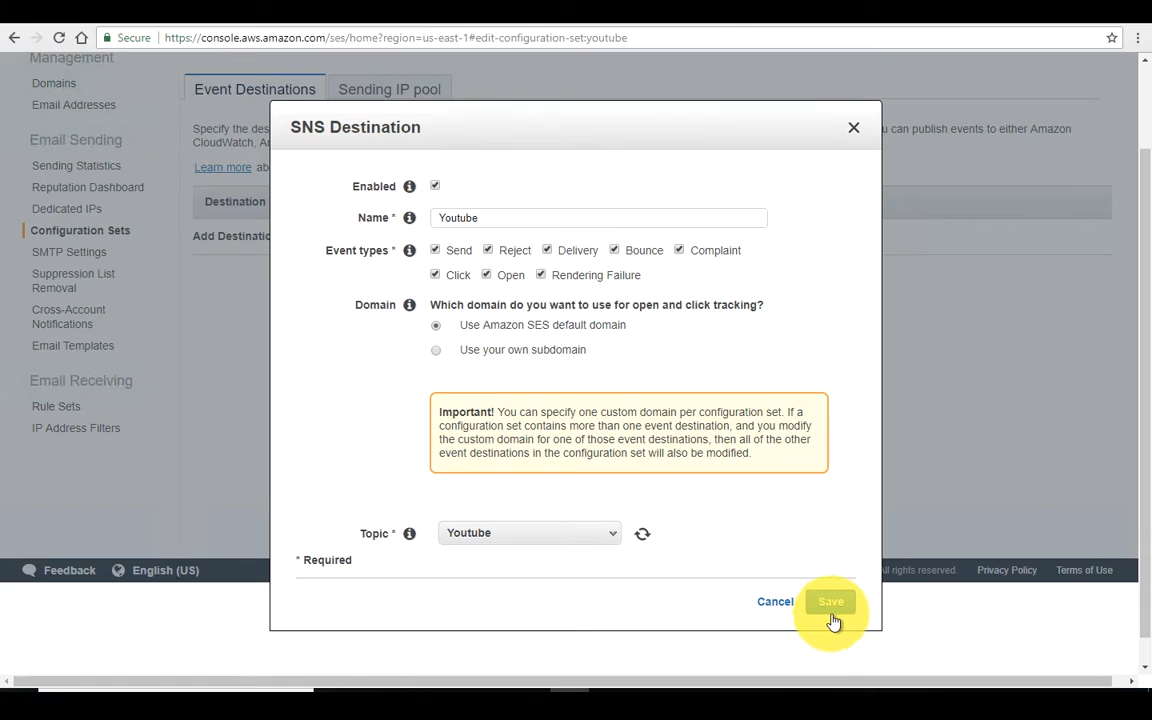 Secure
https://console.aws.amazon.com/ses/home?region=us-east-1#edit-configuration-set:youtube
Management
Domains
Email Addresses
Email Sending
Sending Statistics
Reputation Dashboard
Dedicated IPs
Configuration Sets
SMTP Settings
Suppression List
Removal
Cross-Account
Notifications
Email Templates
Email Receiving
Rule Sets
IP Address Filters
Event Destinations
Sending IP pool
Specify the
CloudWatch,
Learn more
Destination
Add
can publish events to either Amazon
SNS Destination
Enabled
Name *
Youtube
Event types *
Send Reject Delivery Bounce Complaint
Click Open Rendering Failure
Domain
Which domain do you want to use for open and click tracking?
Use Amazon SES default domain
Use your own subdomain
Important! You can specify one custom domain per configuration set. If a
configuration set contains more than one event destination, and you modify
the custom domain for one of those event destinations, then all of the other
event destinations in the configuration set will also be modified.
Topic *
Youtube
* Required
Cancel
Save
Feedback
English (US)
rights reserved.
Privacy Policy
Terms of Use